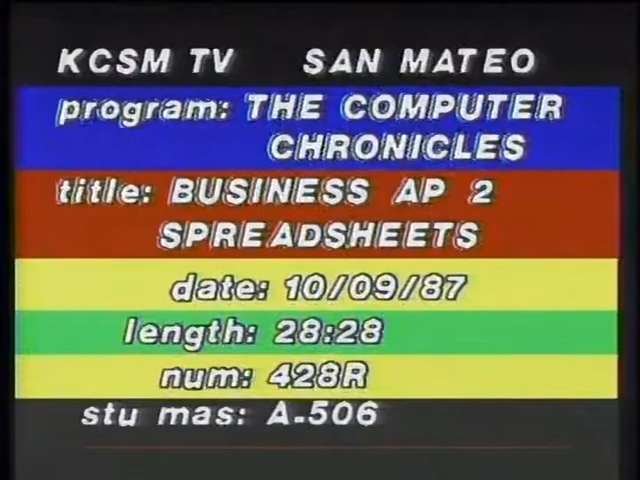 KCSM TV SAN MATEO
program: THE COMPUTER
CHRONICLES
title: BUSINESS AP 2
SPREADSHEETS
date: 10/09/87
length: 28:28
num: 428R
stu mas: A-506